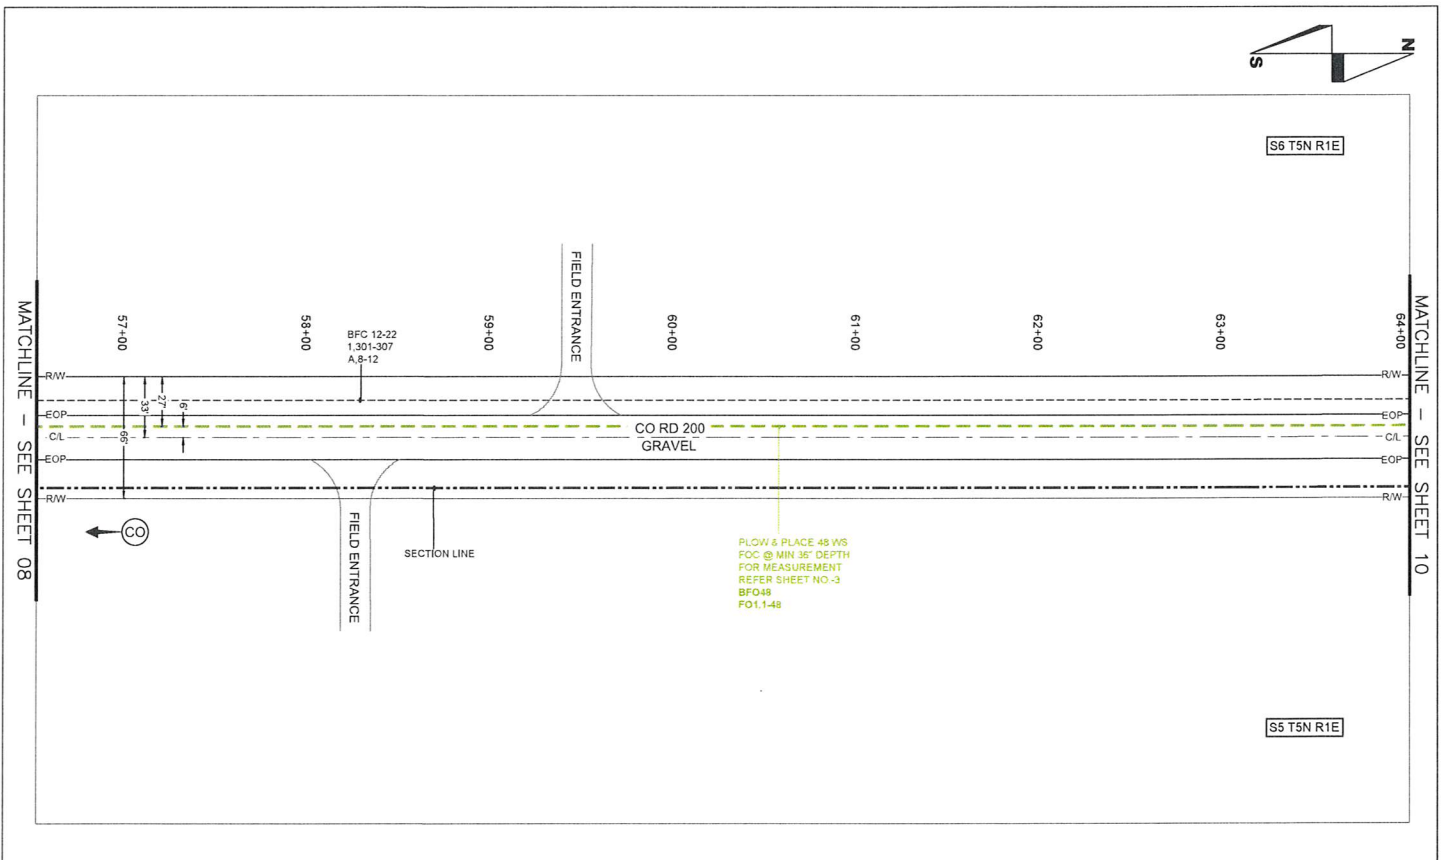 N
S
S6 T5N R1E
MATCHLINE - SEE SHEET 08
MATCHLINE - SEE SHEET 10
57+00
58+00
59+00
60+00
61+00
62+00
63+00
64+00
FIELD ENTRANCE
BFC 12-22
1,301-307
A,8-12
R/W
R/W
EOP
EOP
C/L
C/L
EOP
EOP
R/W
R/W
6'
27'
33'
66'
CO RD 200
GRAVEL
CO
FIELD ENTRANCE
SECTION LINE
PLOW & PLACE 48 WS
FOC @ MIN 36" DEPTH
FOR MEASUREMENT
REFER SHEET NO.-3
BFO48
FO1,1-48
S5 T5N R1E